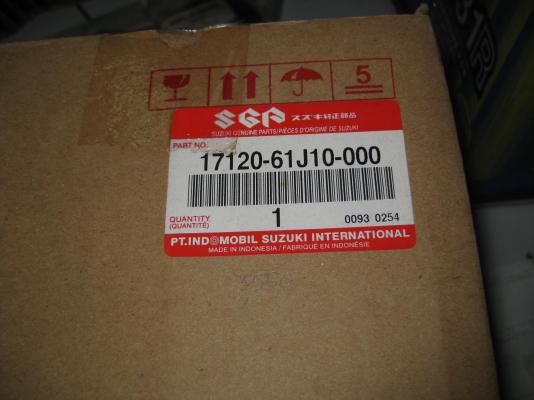 31R
5
SGP スズキ純正部品
SUZUKI GENUINE PARTS/PIÈCES D'ORIGINE DE SUZUKI
PART NO.
17120-61J10-000
QUANTITY
(QUANTITÉ)
1
0093 0254
PT.INDOMOBIL SUZUKI INTERNATIONAL
MADE IN INDONESIA / FABRIQUÉ EN INDONÉSIE